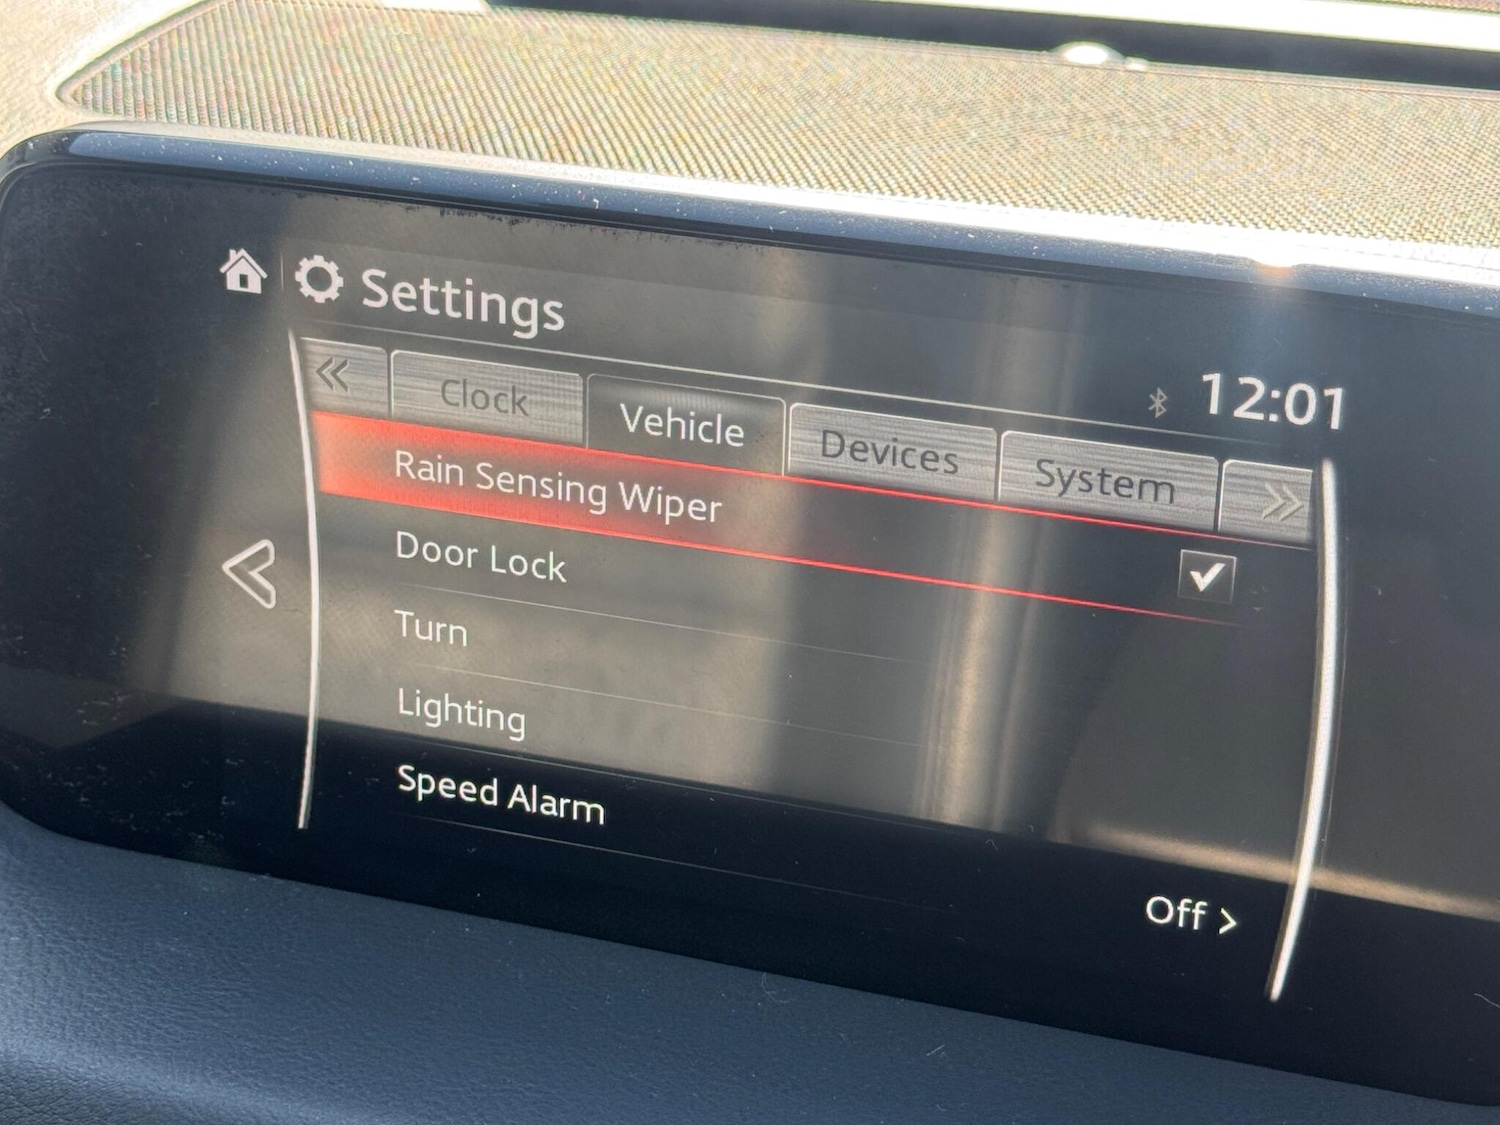 Settings
12:01
Clock Vehicle Devices System
Rain Sensing Wiper
Door Lock
Turn
Lighting
Speed Alarm
Off >